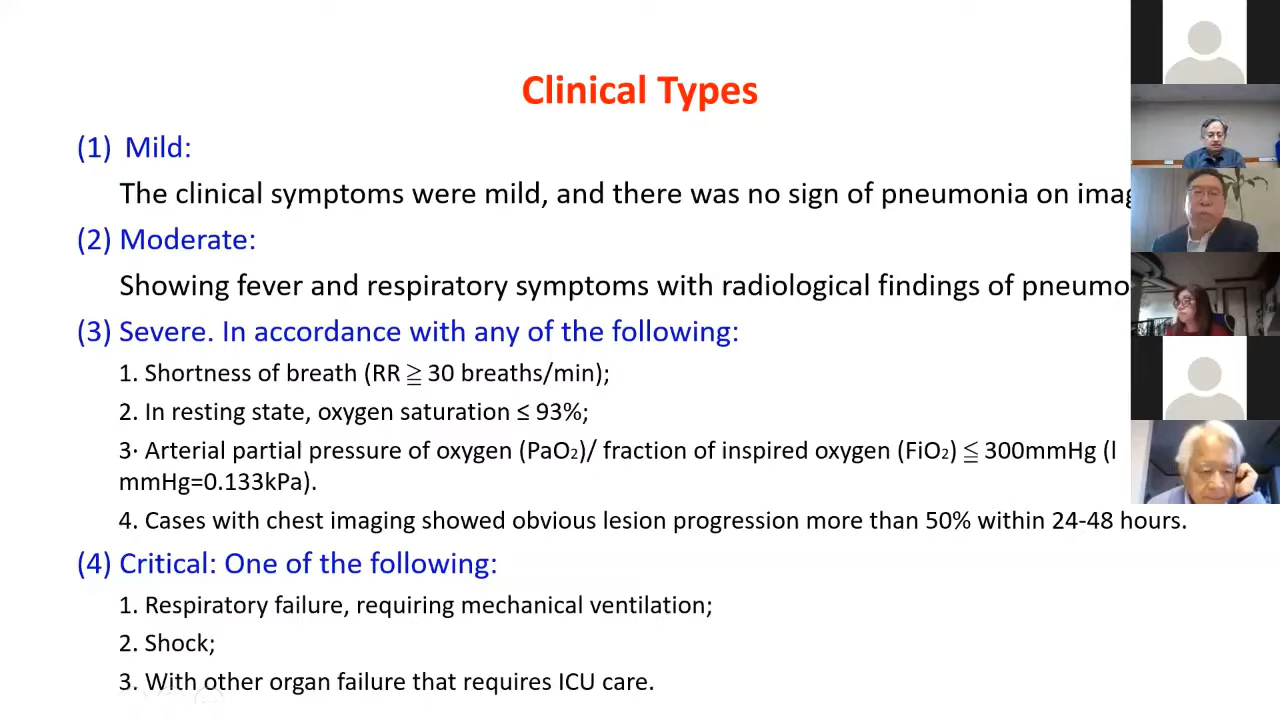 Clinical Types
(1) Mild:
The clinical symptoms were mild, and there was no sign of pneumonia on imag
(2) Moderate:
Showing fever and respiratory symptoms with radiological findings of pneumo
(3) Severe. In accordance with any of the following:
1. Shortness of breath (RR ≧ 30 breaths/min);
2. In resting state, oxygen saturation ≤ 93%;
3· Arterial partial pressure of oxygen (PaO₂)/ fraction of inspired oxygen (FiO₂) ≦ 300mmHg (l
mmHg=0.133kPa).
4. Cases with chest imaging showed obvious lesion progression more than 50% within 24-48 hours.
(4) Critical: One of the following:
1. Respiratory failure, requiring mechanical ventilation;
2. Shock;
3. With other organ failure that requires ICU care.